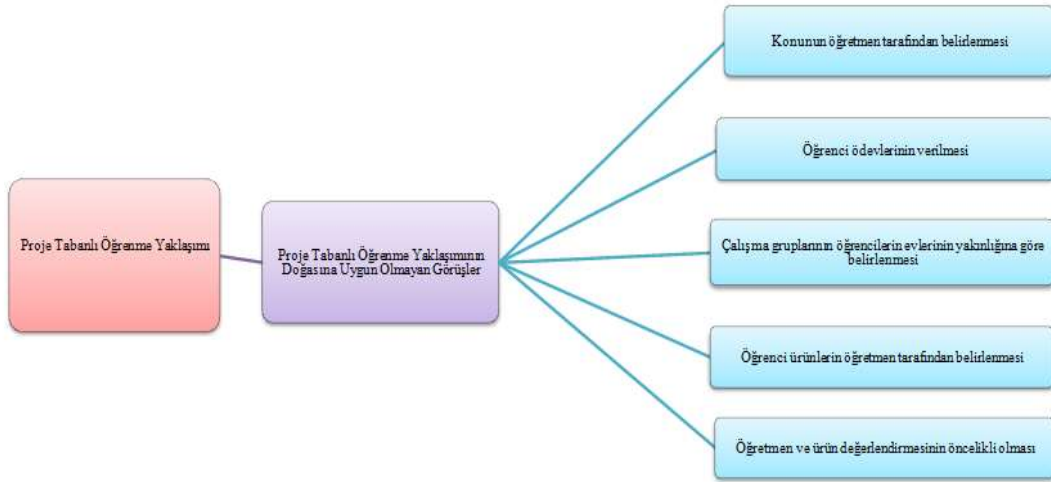 Konunun öğretmen tarafından belirlenmesi
Öğrenci ödevlerinin verilmesi
Proje Tabanlı Öğrenme Yaklaşımı
Proje Tabanlı Öğrenme Yaklaşımının
Doğasına Uygun Olmayan Görüşler
Çalışma gruplarının öğrencilerin evlerinin yakınlığına göre
belirlenmesi
Öğrenci ürünlerin öğretmen tarafından belirlenmesi
Öğretmen ve ürün değerlendirmesinin öncelikli olması